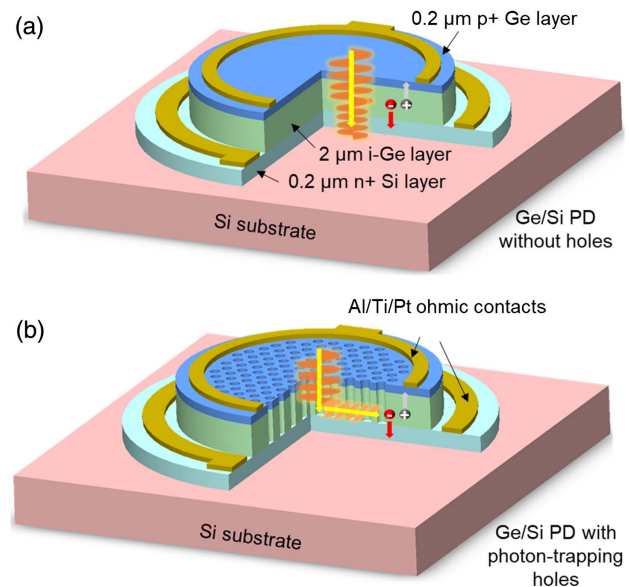 (a)
0.2 μm p+ Ge layer
2 μm i-Ge layer
0.2 μm n+ Si layer
Si substrate
Ge/Si PD
without holes
(b)
Al/Ti/Pt ohmic contacts
Si substrate
Ge/Si PD with
photon-trapping
holes